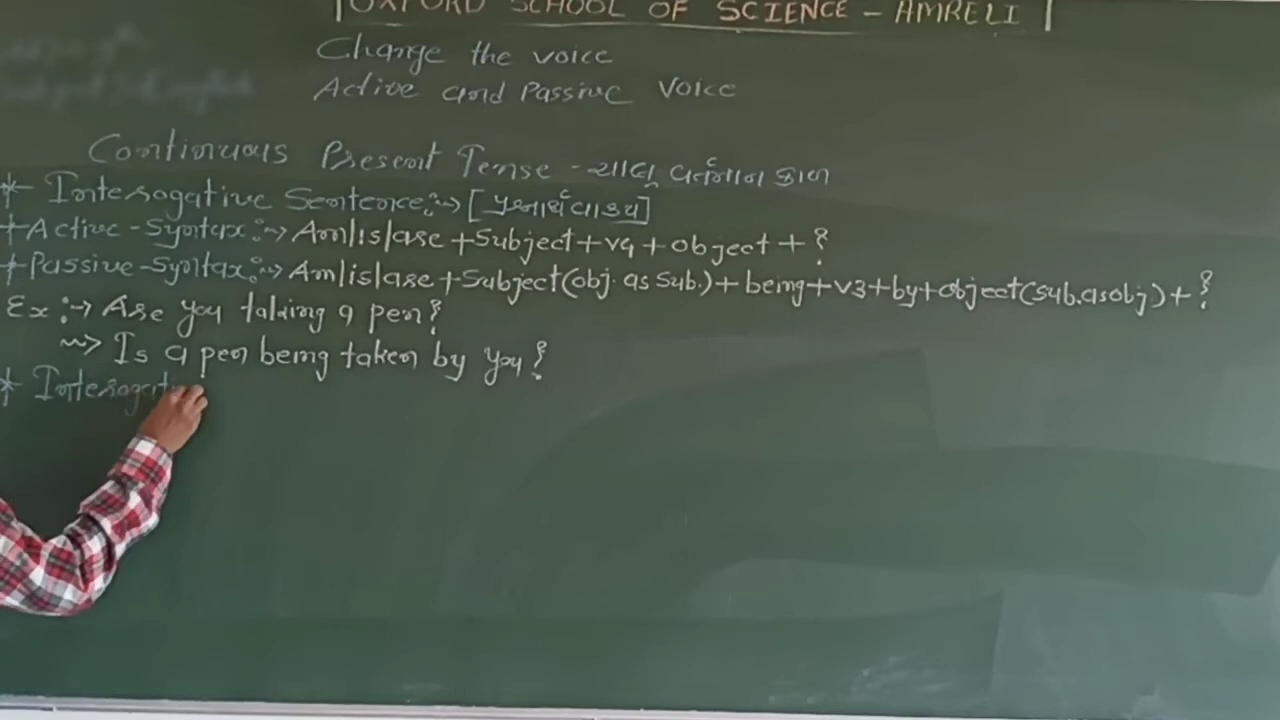 OXFORD SCHOOL OF SCIENCE - AMRELI
Change the voice
Active and Passive Voice
Continuous Present Tense - ચાલુ વર્તમાન કાળ
* Interogative Sentence :~> [પ્રશ્નાર્થ વાક્ય]
+ Active-Syntax :~> Am/is/are + Subject + v4 + object + ?
+ Passive-Syntax :~> Am/is/are + Subject (obj. as Sub.) + being + v3 + by + object (sub. as obj) + ?
Ex :→ Are you taking a pen?
~> Is a pen being taken by you?
* Interogati